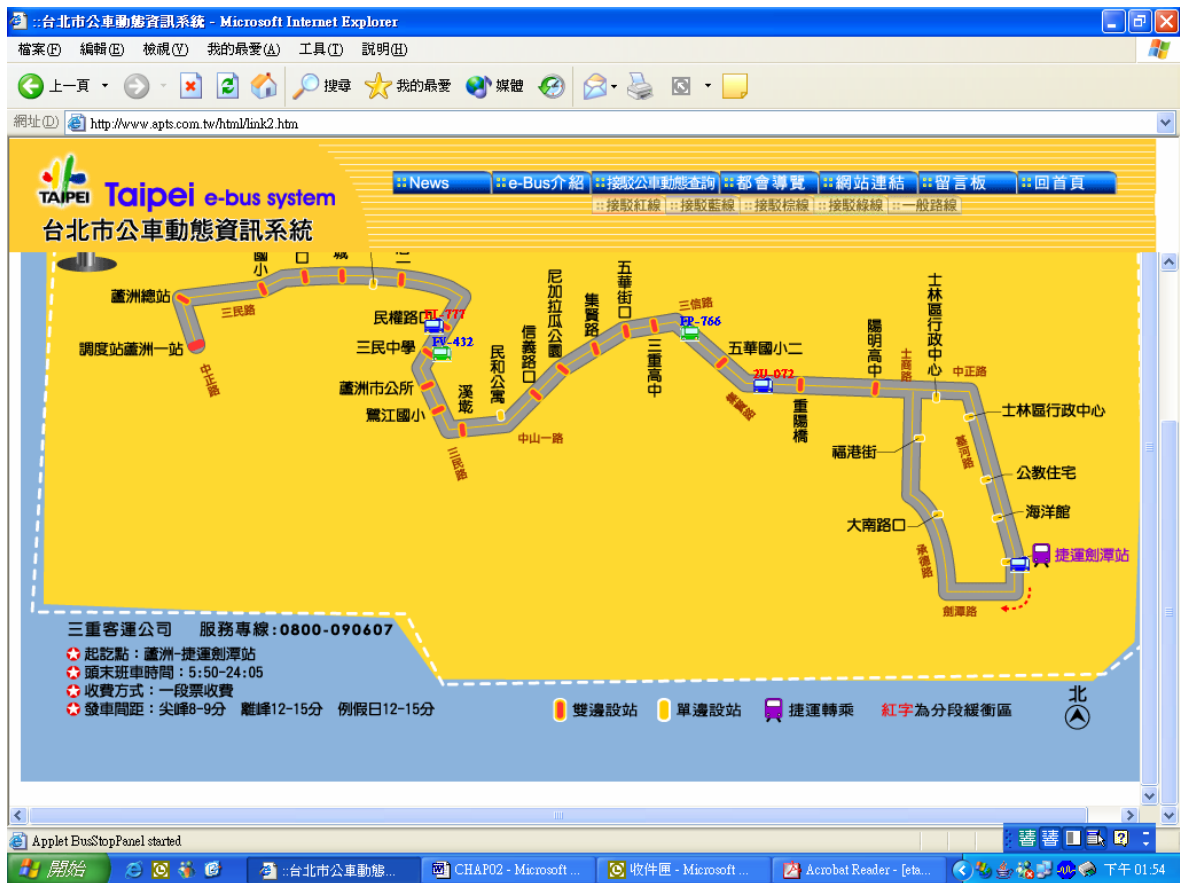 ::台北市公車動態資訊系統 - Microsoft Internet Explorer
檔案(F) 編輯(E) 檢視(V) 我的最愛(A) 工具(T) 說明(H)
上一頁 搜尋 我的最愛 媒體
網址(D) http://www.apts.com.tw/html/link2.htm
TAIPEI Taipei e-bus system
台北市公車動態資訊系統
::News ::e-Bus介紹 ::接駁公車動態查詢 ::都會導覽 ::網站連結 ::留言板 ::回首頁
::接駁紅線 ::接駁藍線 ::接駁棕線 ::接駁綠線 ::一般路線
國小
口
城
蘆洲總站
三民路
調度站蘆洲一站
中正路
民權路口
-777
三民中學
FV-432
蘆洲市公所
鷺江國小
溪墘
三民路
民和公寓
信義路口
中山一路
尼加拉瓜公園
集賢路
五華街口
三重高中
三信路
FP-766
五華國小二
2U-072
重陽橋
陽明高中
士商路
士林區行政中心
中正路
士林區行政中心
基河路
福港街
公教住宅
海洋館
大南路口
承德路
捷運劍潭站
劍潭路
三重客運公司 服務專線:0800-090607
起訖點：蘆洲-捷運劍潭站
頭末班車時間：5:50-24:05
收費方式：一段票收費
發車間距：尖峰8-9分 離峰12-15分 例假日12-15分
雙邊設站 單邊設站 捷運轉乘 紅字為分段緩衝區
北
Applet BusStopPanel started
開始 ::台北市公車動態... CHAP02 - Microsoft ... 收件匣 - Microsoft ... Acrobat Reader - [eta... 下午 01:54